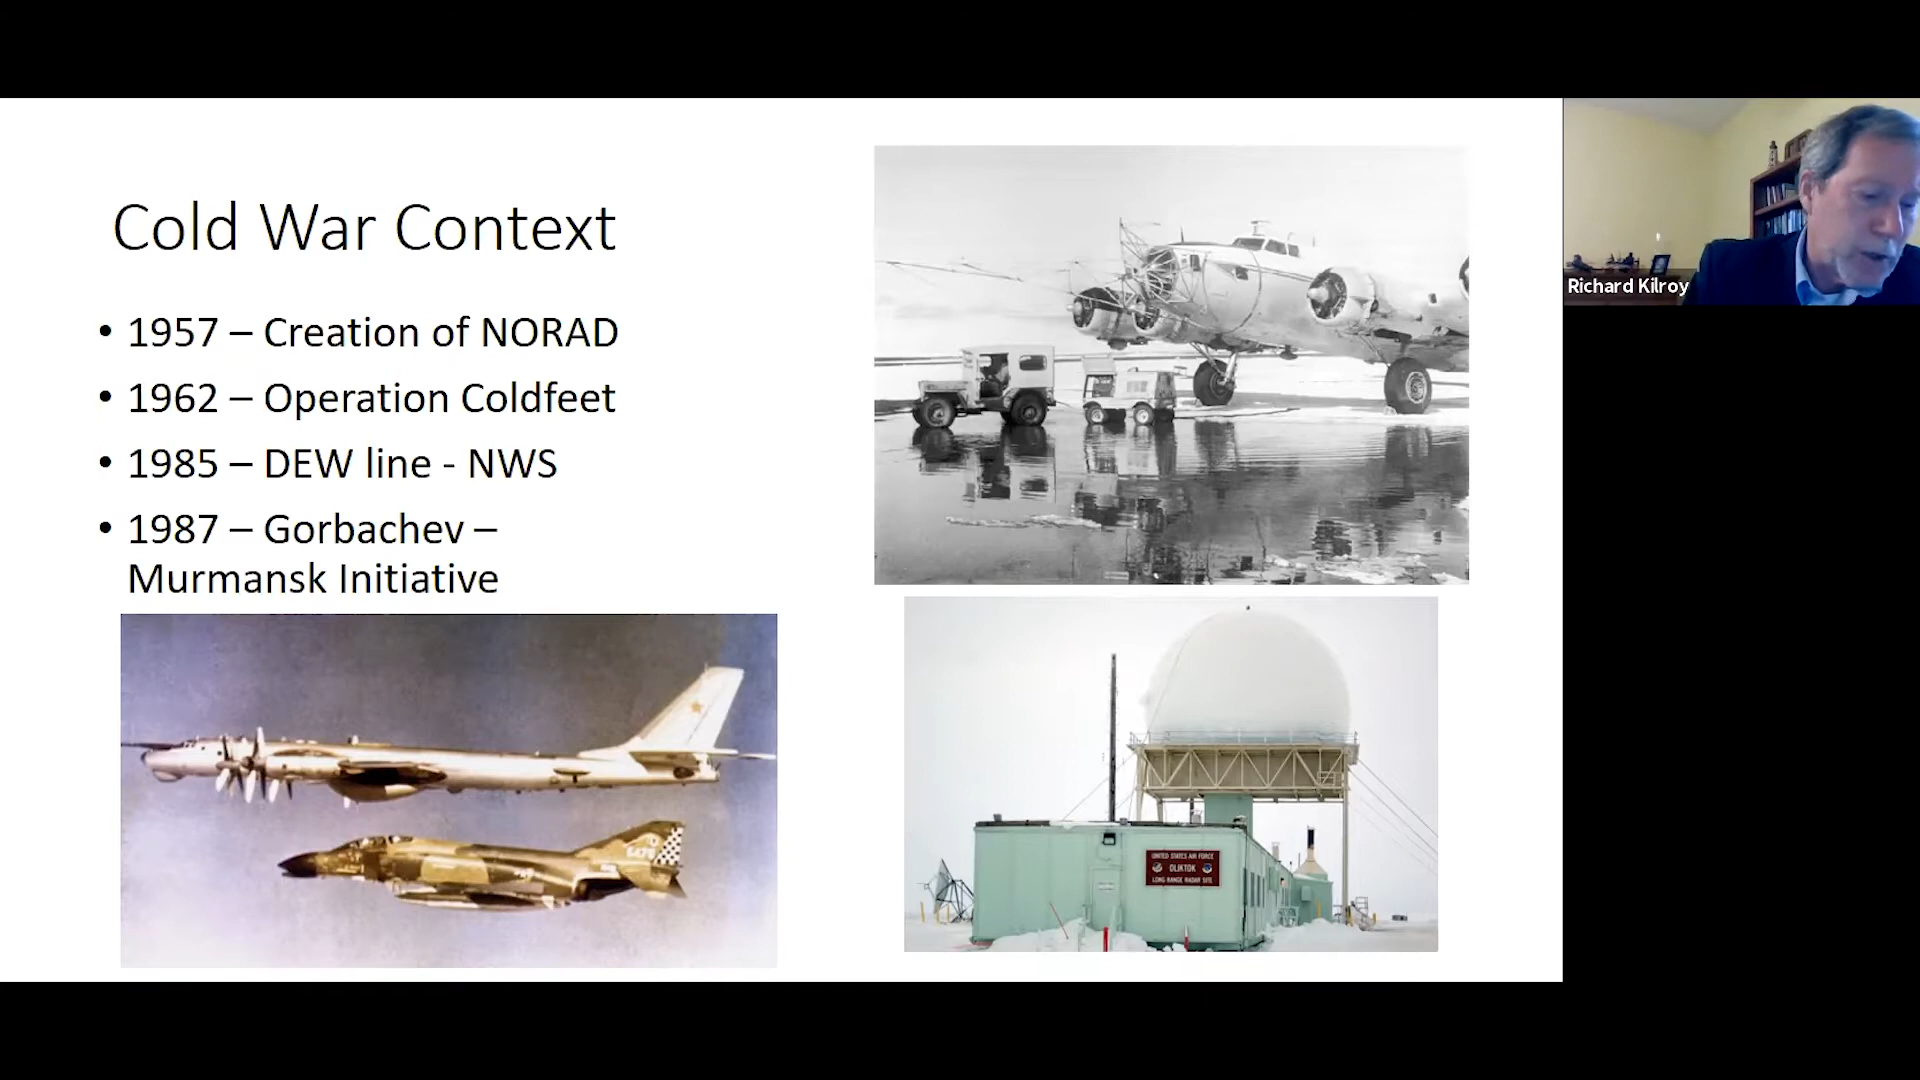 Cold War Context
• 1957 – Creation of NORAD
• 1962 – Operation Coldfeet
• 1985 – DEW line - NWS
• 1987 – Gorbachev –
Murmansk Initiative
Richard Kilroy
UNITED STATES AIR FORCE
OLIKTOK
LONG RANGE RADAR SITE